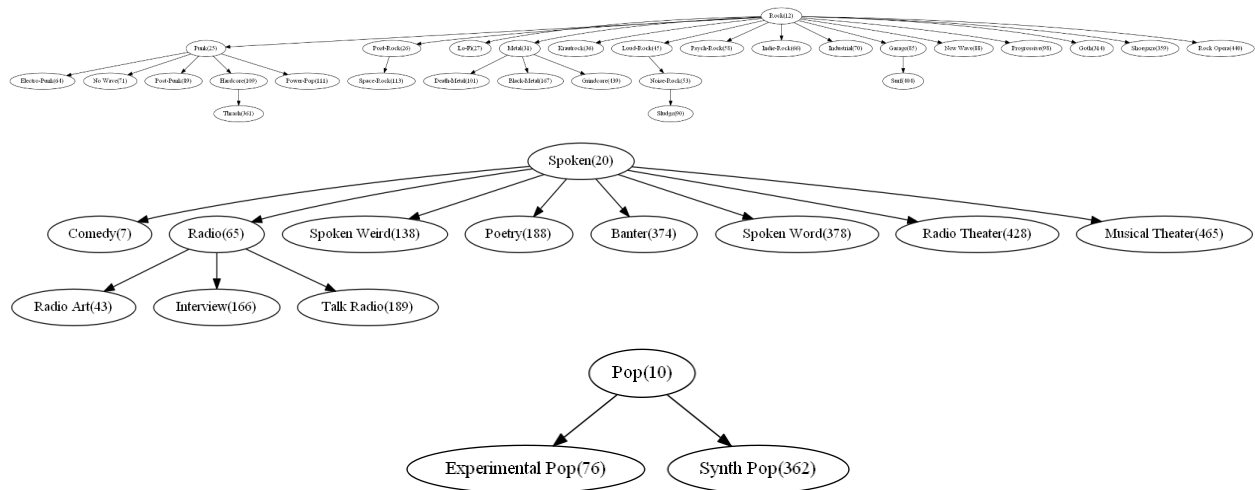 Rock(12)
Punk(25) Post-Rock(26) Lo-Fi(27) Metal(31) Krautrock(36) Loud-Rock(45) Psych-Rock(58) Indie-Rock(66) Industrial(70) Garage(85) New Wave(88) Progressive(98) Goth(314) Shoegaze(359) Rock Opera(440)
Electro-Punk(64) No Wave(71) Post-Punk(89) Hardcore(109) Power-Pop(111) Space-Rock(113) Death-Metal(101) Black-Metal(167) Grindcore(439) Noise-Rock(53) Surf(404)
Thrash(361) Sludge(90)
Spoken(20)
Comedy(7) Radio(65) Spoken Weird(138) Poetry(188) Banter(374) Spoken Word(378) Radio Theater(428) Musical Theater(465)
Radio Art(43) Interview(166) Talk Radio(189)
Pop(10)
Experimental Pop(76) Synth Pop(362)